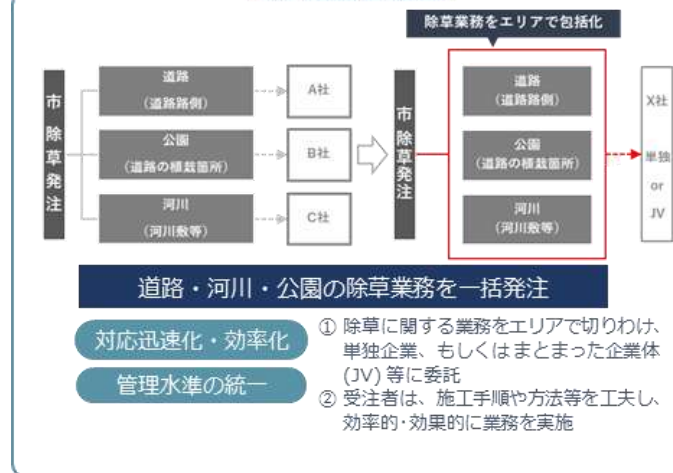 除草業務をエリアで包括化
市 除草発注
道路
(道路路側)
A社
公園
(道路の植栽箇所)
B社
河川
(河川敷等)
C社
市 除草発注
道路
(道路路側)
公園
(道路の植栽箇所)
河川
(河川敷等)
X社
単独
or
JV
道路・河川・公園の除草業務を一括発注
対応迅速化・効率化
管理水準の統一
① 除草に関する業務をエリアで切りわけ、
単独企業、もしくはまとまった企業体
(JV) 等に委託
② 受注者は、施工手順や方法等を工夫し、
効率的・効果的に業務を実施